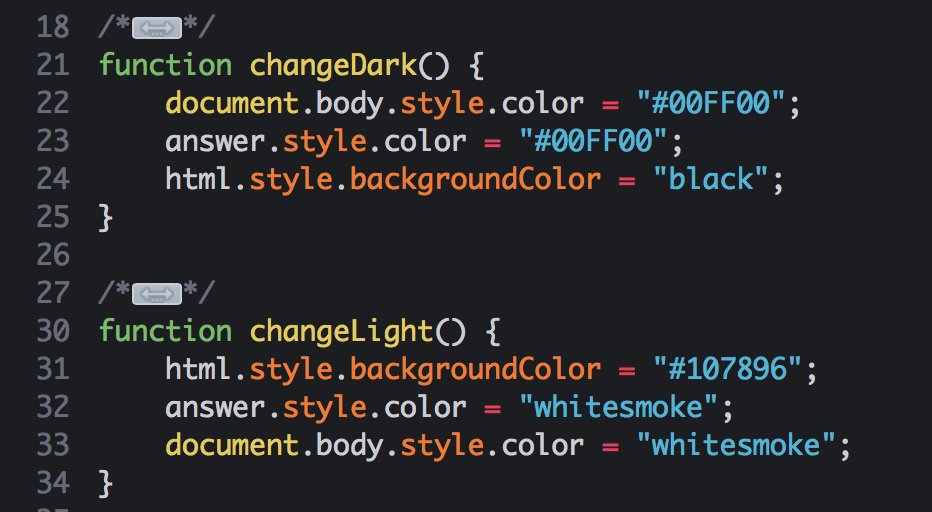 18 /* */
21 function changeDark() {
22     document.body.style.color = "#00FF00";
23     answer.style.color = "#00FF00";
24     html.style.backgroundColor = "black";
25 }
26
27 /* */
30 function changeLight() {
31     html.style.backgroundColor = "#107896";
32     answer.style.color = "whitesmoke";
33     document.body.style.color = "whitesmoke";
34 }